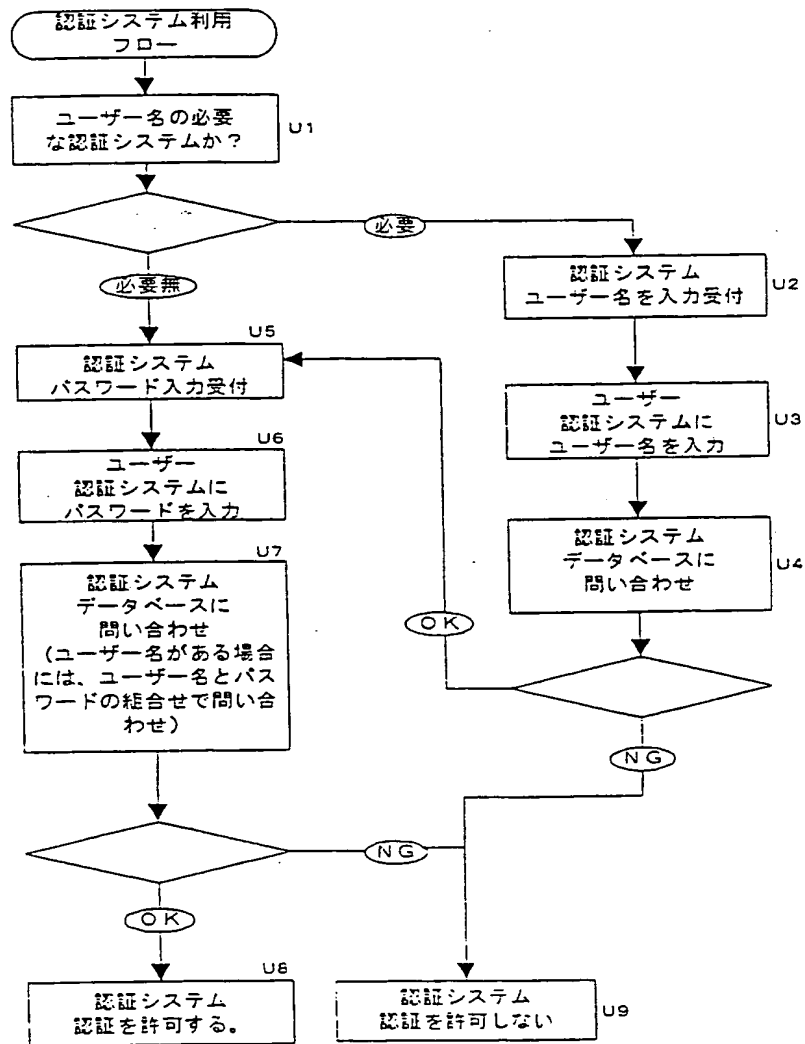 認証システム利用
フロー
ユーザー名の必要
な認証システムか？
U1
必要
必要無
認証システム
ユーザー名を入力受付
U2
ユーザー
認証システムに
ユーザー名を入力
U3
認証システム
データベースに
問い合わせ
U4
OK
NG
U5
認証システム
パスワード入力受付
U6
ユーザー
認証システムに
パスワードを入力
U7
認証システム
データベースに
問い合わせ
（ユーザー名がある場合
には、ユーザー名とパス
ワードの組合せで問い合
わせ）
NG
OK
U8
認証システム
認証を許可する。
認証システム
認証を許可しない
U9